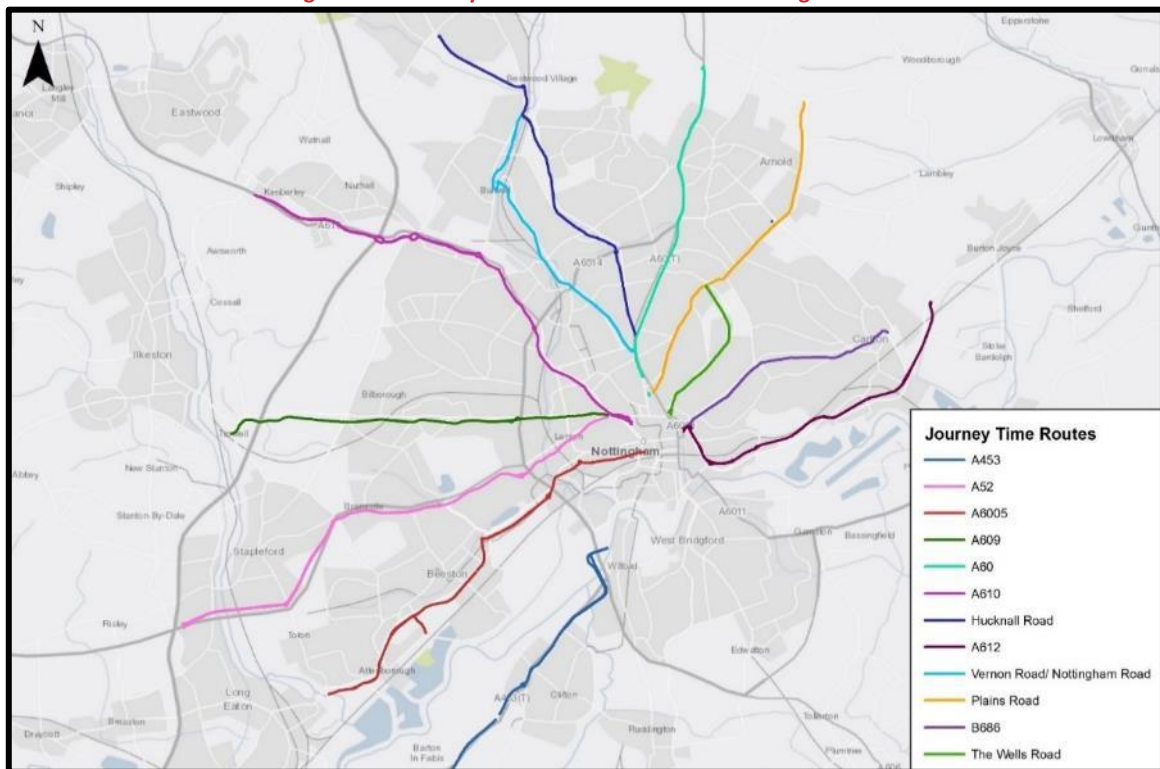 N
Epperstone
Woodborough
Bestwood Village
Langley
Mill
Eastwood
Lowdham
Watnall
Arnold
Lambley
Shipley
Kimberley
Nuthall
Burton Joyce
Awsworth
A6514
A60(T)
Cossall
Shelford
Carlton
Stoke
Bardolph
Ilkeston
Bilborough
Trowell
Lenton
Nottingham
New Stanton
Abbey
Bramcote
Stanton-By-Dale
A6011
Gamston
Bassingfield
Stapleford
West Bridgford
Wilford
Beeston
Risley
Toton
Edwalton
Attenborough
Long
Eaton
A453(T)
Clifton
Tollerton
Breaston
Ruddington
Draycott
Barton
In Fabis
Plumtree
A606
Journey Time Routes
A453
A52
A6005
A609
A60
A610
Hucknall Road
A612
Vernon Road/ Nottingham Road
Plains Road
B686
The Wells Road